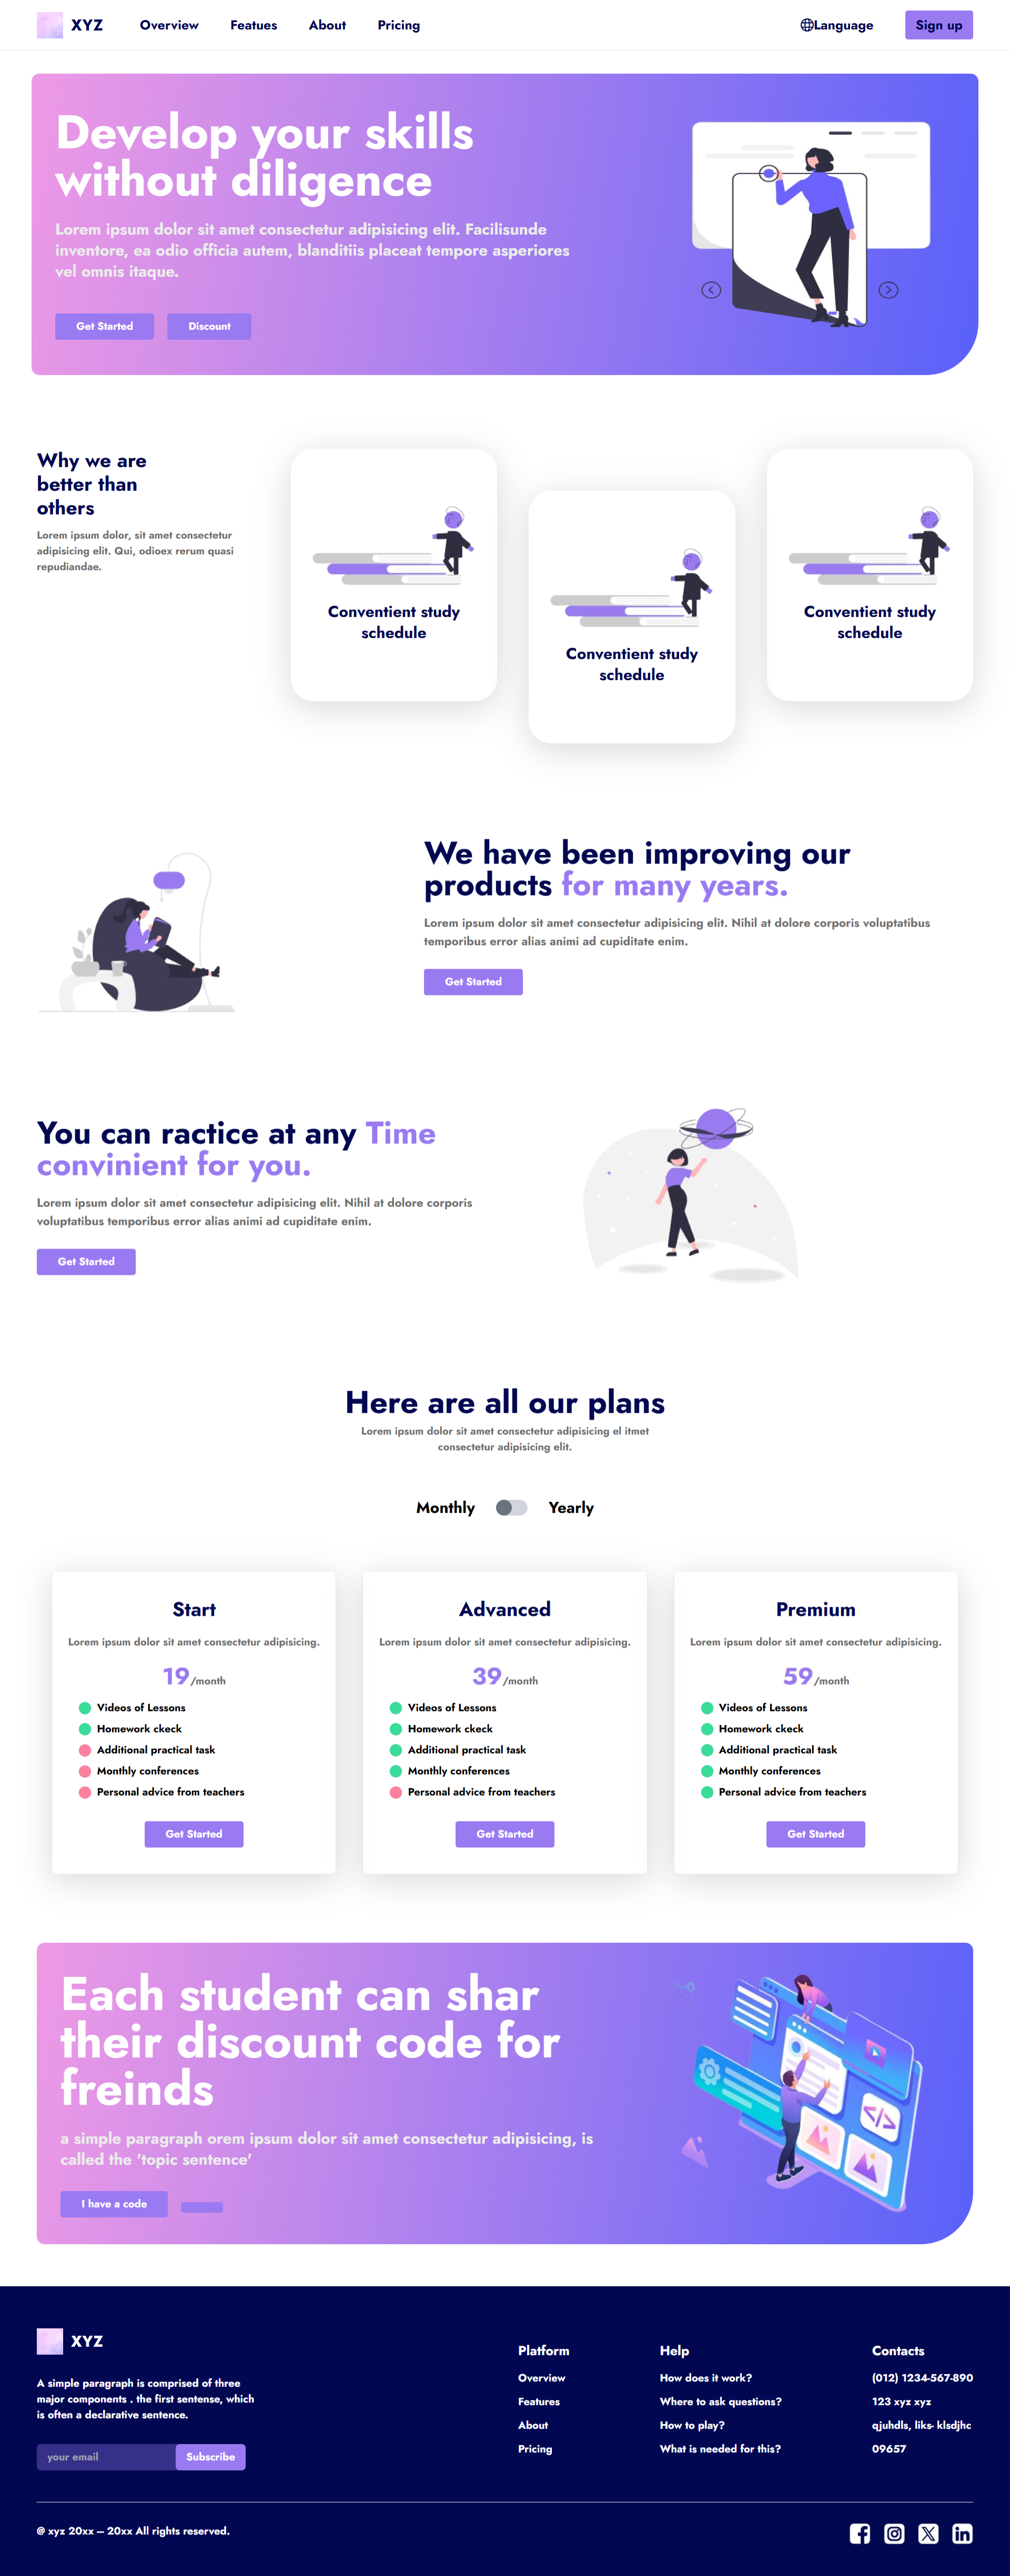 XYZ
Overview
Featues
About
Pricing
Language
Sign up
Develop your skills
without diligence
Lorem ipsum dolor sit amet consectetur adipisicing elit. Facilisunde
inventore, ea odio officia autem, blanditiis placeat tempore asperiores
vel omnis itaque.
Get Started
Discount
Why we are
better than
others
Lorem ipsum dolor, sit amet consectetur
adipisicing elit. Qui, odioex rerum quasi
repudiandae.
Conventient study
schedule
Conventient study
schedule
Conventient study
schedule
We have been improving our
products for many years.
Lorem ipsum dolor sit amet consectetur adipisicing elit. Nihil at dolore corporis voluptatibus
temporibus error alias animi ad cupiditate enim.
Get Started
You can ractice at any Time
convinient for you.
Lorem ipsum dolor sit amet consectetur adipisicing elit. Nihil at dolore corporis
voluptatibus temporibus error alias animi ad cupiditate enim.
Get Started
Here are all our plans
Lorem ipsum dolor sit amet consectetur adipisicing el itmet
consectetur adipisicing elit.
Monthly
Yearly
Start
Lorem ipsum dolor sit amet consectetur adipisicing.
19/month
Videos of Lessons
Homework ckeck
Additional practical task
Monthly conferences
Personal advice from teachers
Get Started
Advanced
Lorem ipsum dolor sit amet consectetur adipisicing.
39/month
Videos of Lessons
Homework ckeck
Additional practical task
Monthly conferences
Personal advice from teachers
Get Started
Premium
Lorem ipsum dolor sit amet consectetur adipisicing.
59/month
Videos of Lessons
Homework ckeck
Additional practical task
Monthly conferences
Personal advice from teachers
Get Started
Each student can shar
their discount code for
freinds
a simple paragraph orem ipsum dolor sit amet consectetur adipisicing, is
called the 'topic sentence'
I have a code
</>
XYZ
A simple paragraph is comprised of three
major components . the first sentense, which
is often a declarative sentence.
your email
Subscribe
Platform
Overview
Features
About
Pricing
Help
How does it work?
Where to ask questions?
How to play?
What is needed for this?
Contacts
(012) 1234-567-890
123 xyz xyz
qjuhdls, liks- klsdjhc
09657
@ xyz 20xx – 20xx All rights reserved.